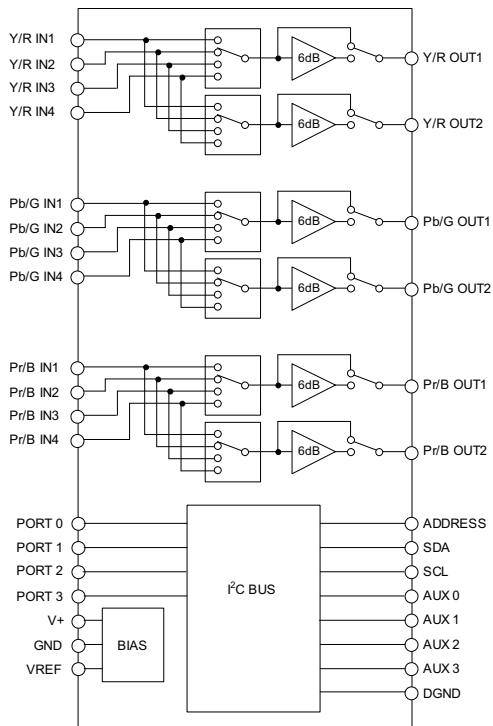 Y/R IN1
Y/R IN2
Y/R IN3
Y/R IN4
6dB
Y/R OUT1
6dB
Y/R OUT2
Pb/G IN1
Pb/G IN2
Pb/G IN3
Pb/G IN4
6dB
Pb/G OUT1
6dB
Pb/G OUT2
Pr/B IN1
Pr/B IN2
Pr/B IN3
Pr/B IN4
6dB
Pr/B OUT1
6dB
Pr/B OUT2
PORT 0
PORT 1
PORT 2
PORT 3
V+
GND
VREF
BIAS
I²C BUS
ADDRESS
SDA
SCL
AUX 0
AUX 1
AUX 2
AUX 3
DGND